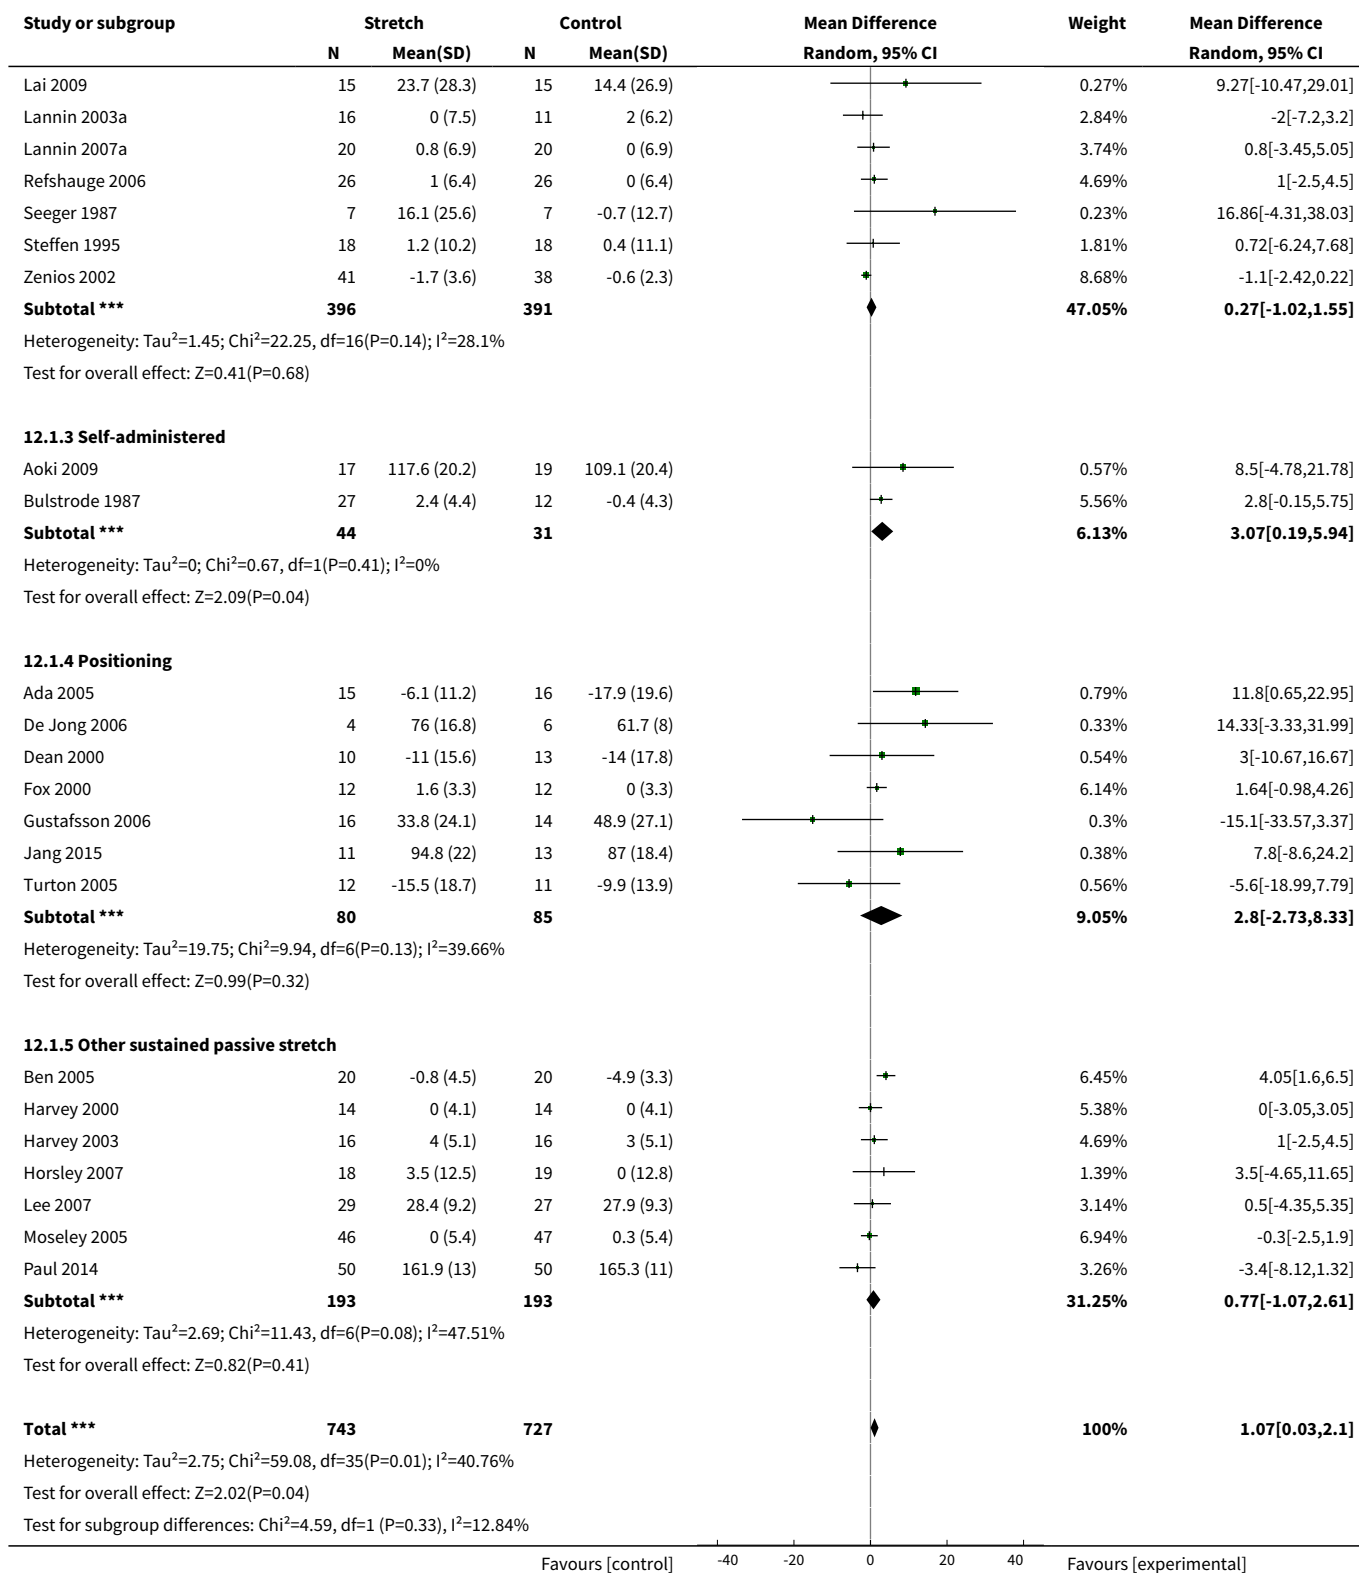 Study or subgroup Stretch Control Mean Difference Weight Mean Difference
N Mean(SD) N Mean(SD) Random, 95% CI Random, 95% CI
Lai 2009 15 23.7 (28.3) 15 14.4 (26.9) 0.27% 9.27[-10.47,29.01]
Lannin 2003a 16 0 (7.5) 11 2 (6.2) 2.84% -2[-7.2,3.2]
Lannin 2007a 20 0.8 (6.9) 20 0 (6.9) 3.74% 0.8[-3.45,5.05]
Refshauge 2006 26 1 (6.4) 26 0 (6.4) 4.69% 1[-2.5,4.5]
Seeger 1987 7 16.1 (25.6) 7 -0.7 (12.7) 0.23% 16.86[-4.31,38.03]
Steffen 1995 18 1.2 (10.2) 18 0.4 (11.1) 1.81% 0.72[-6.24,7.68]
Zenios 2002 41 -1.7 (3.6) 38 -0.6 (2.3) 8.68% -1.1[-2.42,0.22]
Subtotal *** 396 391 47.05% 0.27[-1.02,1.55]
Heterogeneity: Tau²=1.45; Chi²=22.25, df=16(P=0.14); I²=28.1%
Test for overall effect: Z=0.41(P=0.68)
12.1.3 Self-administered
Aoki 2009 17 117.6 (20.2) 19 109.1 (20.4) 0.57% 8.5[-4.78,21.78]
Bulstrode 1987 27 2.4 (4.4) 12 -0.4 (4.3) 5.56% 2.8[-0.15,5.75]
Subtotal *** 44 31 6.13% 3.07[0.19,5.94]
Heterogeneity: Tau²=0; Chi²=0.67, df=1(P=0.41); I²=0%
Test for overall effect: Z=2.09(P=0.04)
12.1.4 Positioning
Ada 2005 15 -6.1 (11.2) 16 -17.9 (19.6) 0.79% 11.8[0.65,22.95]
De Jong 2006 4 76 (16.8) 6 61.7 (8) 0.33% 14.33[-3.33,31.99]
Dean 2000 10 -11 (15.6) 13 -14 (17.8) 0.54% 3[-10.67,16.67]
Fox 2000 12 1.6 (3.3) 12 0 (3.3) 6.14% 1.64[-0.98,4.26]
Gustafsson 2006 16 33.8 (24.1) 14 48.9 (27.1) 0.3% -15.1[-33.57,3.37]
Jang 2015 11 94.8 (22) 13 87 (18.4) 0.38% 7.8[-8.6,24.2]
Turton 2005 12 -15.5 (18.7) 11 -9.9 (13.9) 0.56% -5.6[-18.99,7.79]
Subtotal *** 80 85 9.05% 2.8[-2.73,8.33]
Heterogeneity: Tau²=19.75; Chi²=9.94, df=6(P=0.13); I²=39.66%
Test for overall effect: Z=0.99(P=0.32)
12.1.5 Other sustained passive stretch
Ben 2005 20 -0.8 (4.5) 20 -4.9 (3.3) 6.45% 4.05[1.6,6.5]
Harvey 2000 14 0 (4.1) 14 0 (4.1) 5.38% 0[-3.05,3.05]
Harvey 2003 16 4 (5.1) 16 3 (5.1) 4.69% 1[-2.5,4.5]
Horsley 2007 18 3.5 (12.5) 19 0 (12.8) 1.39% 3.5[-4.65,11.65]
Lee 2007 29 28.4 (9.2) 27 27.9 (9.3) 3.14% 0.5[-4.35,5.35]
Moseley 2005 46 0 (5.4) 47 0.3 (5.4) 6.94% -0.3[-2.5,1.9]
Paul 2014 50 161.9 (13) 50 165.3 (11) 3.26% -3.4[-8.12,1.32]
Subtotal *** 193 193 31.25% 0.77[-1.07,2.61]
Heterogeneity: Tau²=2.69; Chi²=11.43, df=6(P=0.08); I²=47.51%
Test for overall effect: Z=0.82(P=0.41)
Total *** 743 727 100% 1.07[0.03,2.1]
Heterogeneity: Tau²=2.75; Chi²=59.08, df=35(P=0.01); I²=40.76%
Test for overall effect: Z=2.02(P=0.04)
Test for subgroup differences: Chi²=4.59, df=1 (P=0.33), I²=12.84%
Favours [control] -40 -20 0 20 40 Favours [experimental]